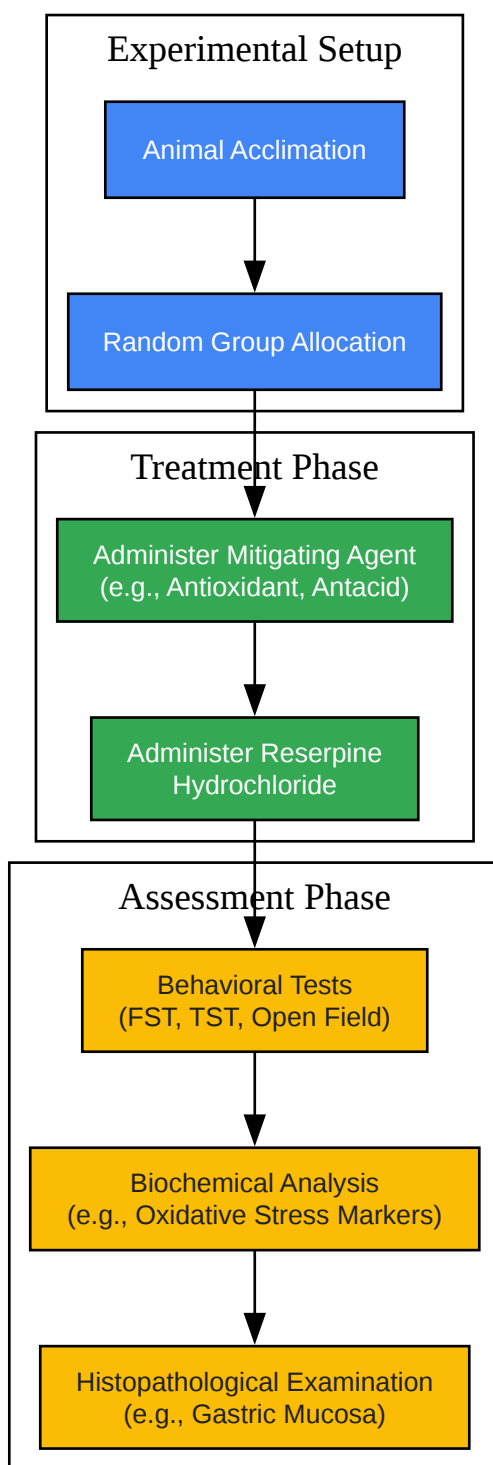 Experimental Setup
Animal Acclimation
Random Group Allocation
Treatment Phase
Administer Mitigating Agent
(e.g., Antioxidant, Antacid)
Administer Reserpine
Hydrochloride
Assessment Phase
Behavioral Tests
(FST, TST, Open Field)
Biochemical Analysis
(e.g., Oxidative Stress Markers)
Histopathological Examination
(e.g., Gastric Mucosa)